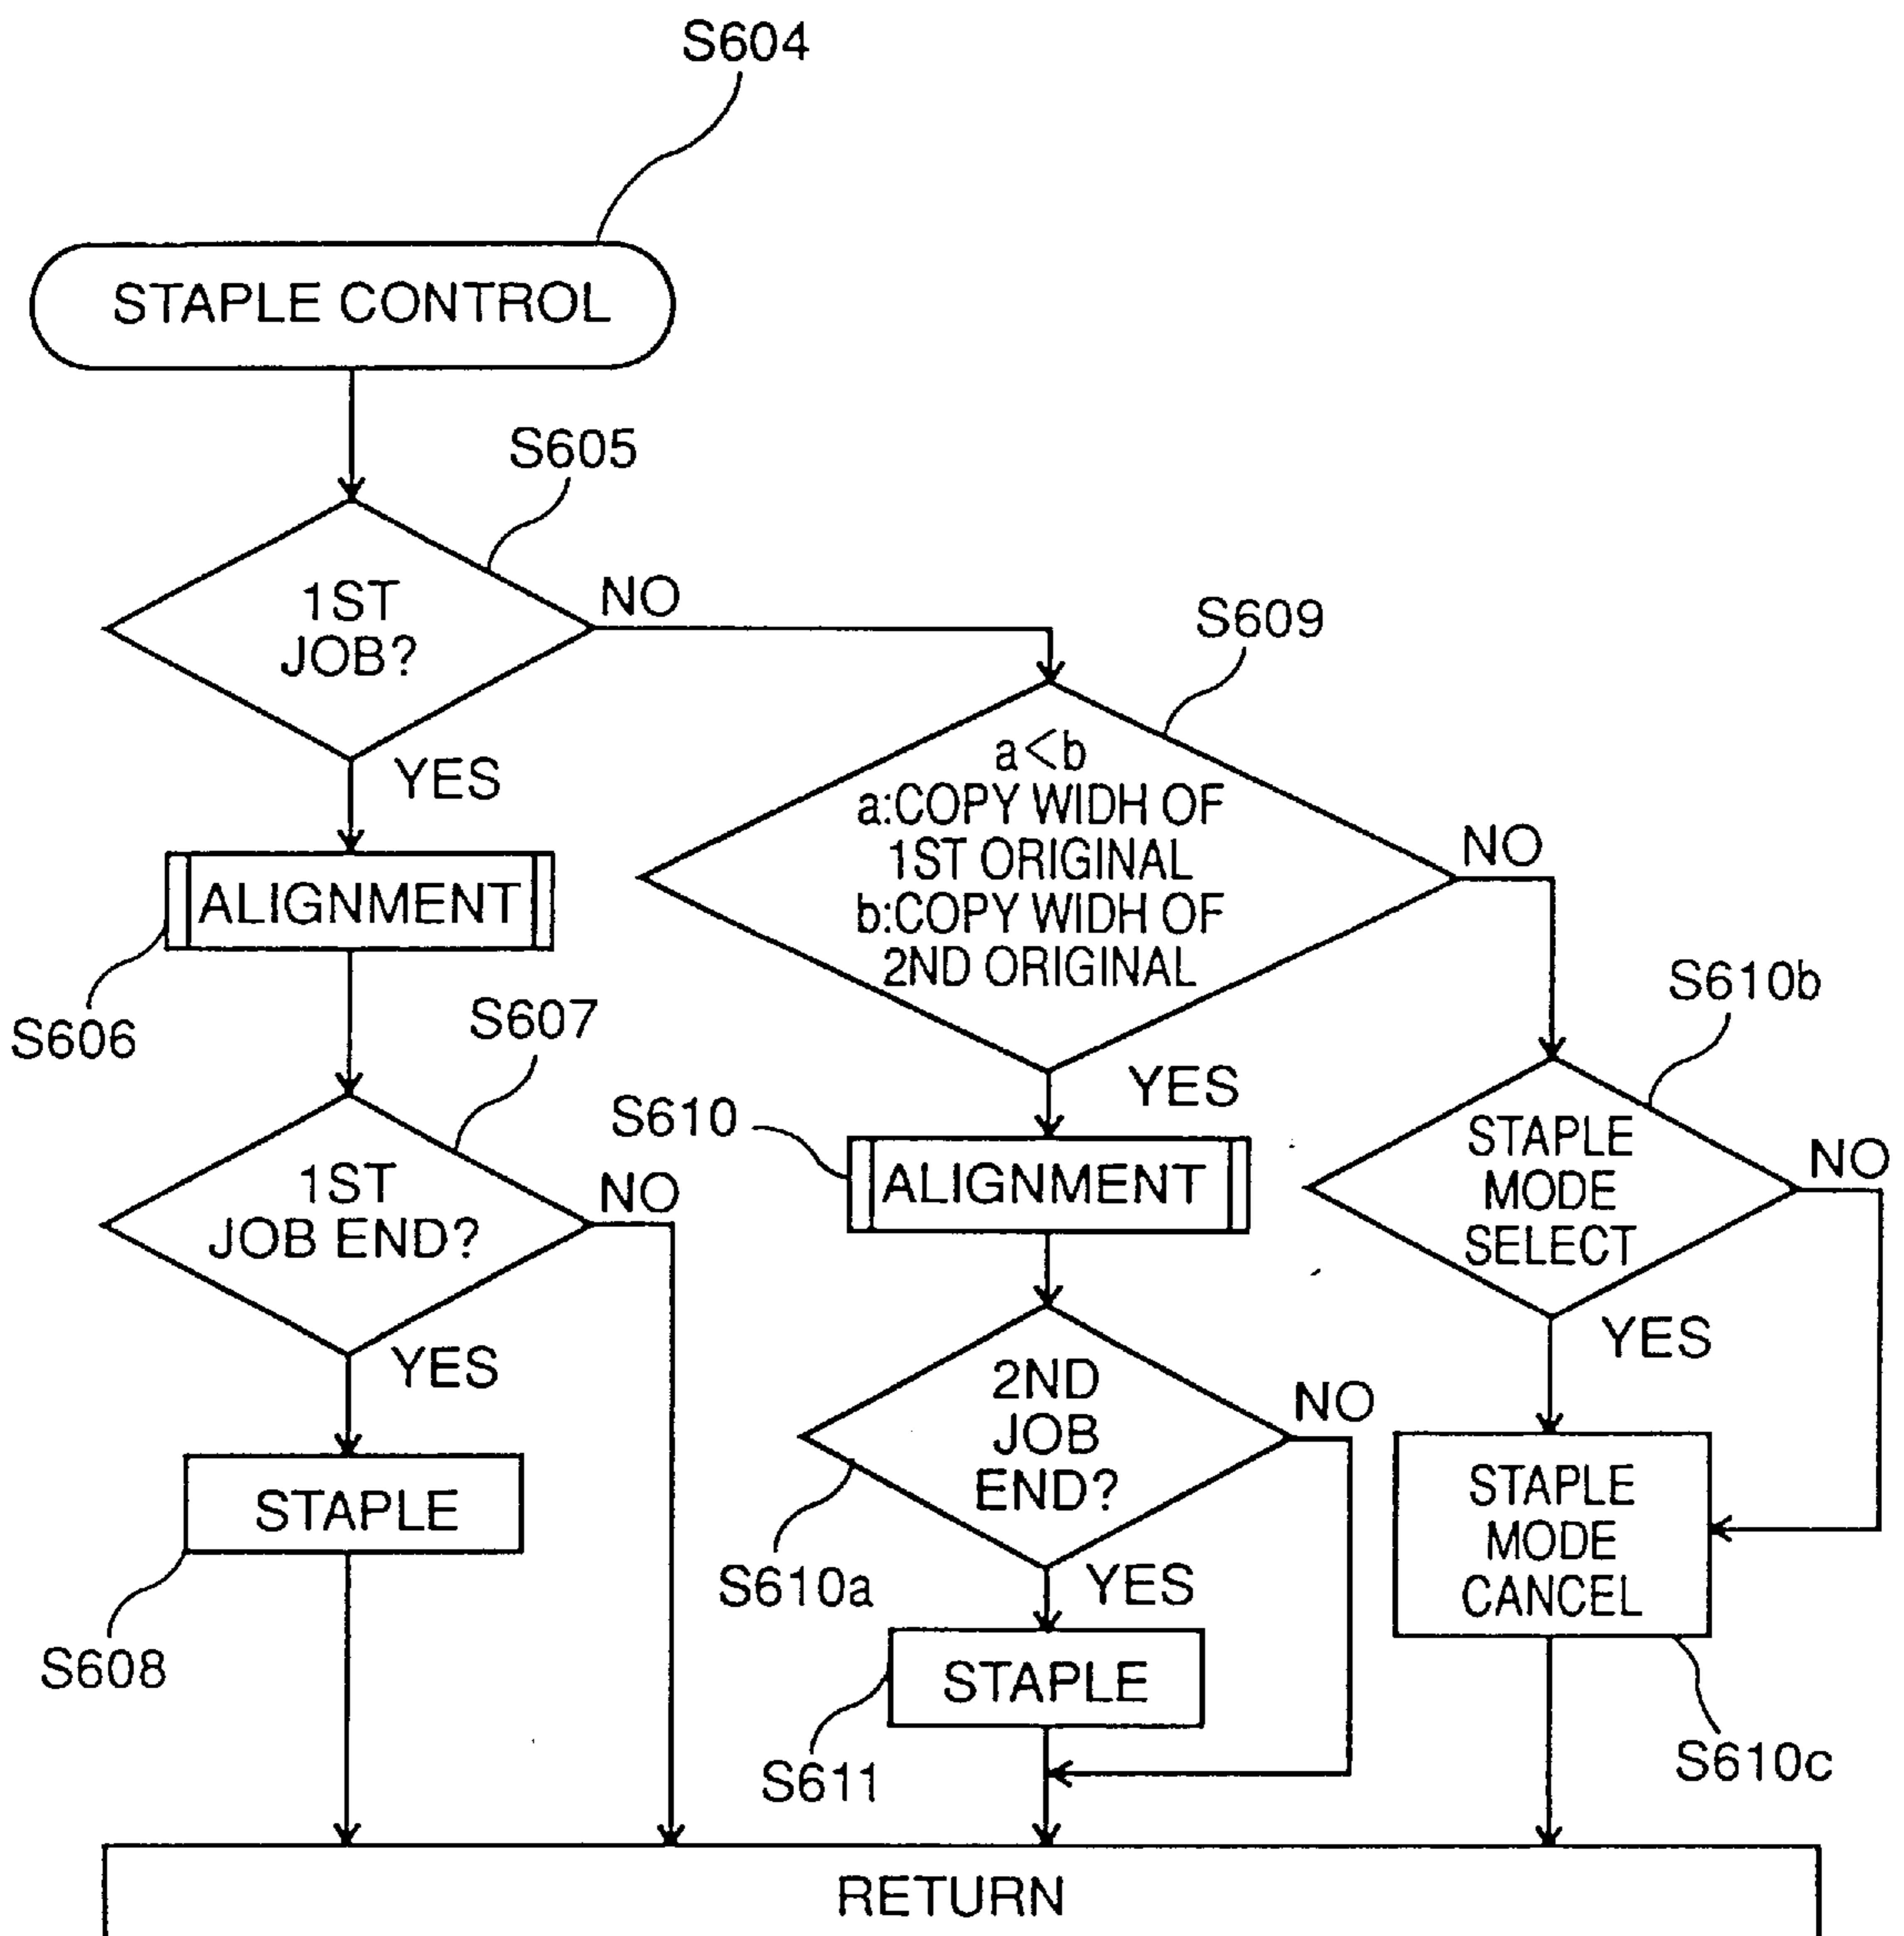 S604
STAPLE CONTROL
S605
1ST
JOB?
NO
YES
S609
a<b
a:COPY WIDH OF
1ST ORIGINAL
b:COPY WIDH OF
2ND ORIGINAL
NO
YES
ALIGNMENT
S606
S607
1ST
JOB END?
NO
YES
STAPLE
S608
S610
ALIGNMENT
2ND
JOB
END?
NO
S610a
YES
STAPLE
S611
S610b
STAPLE
MODE
SELECT
NO
YES
STAPLE
MODE
CANCEL
S610c
RETURN